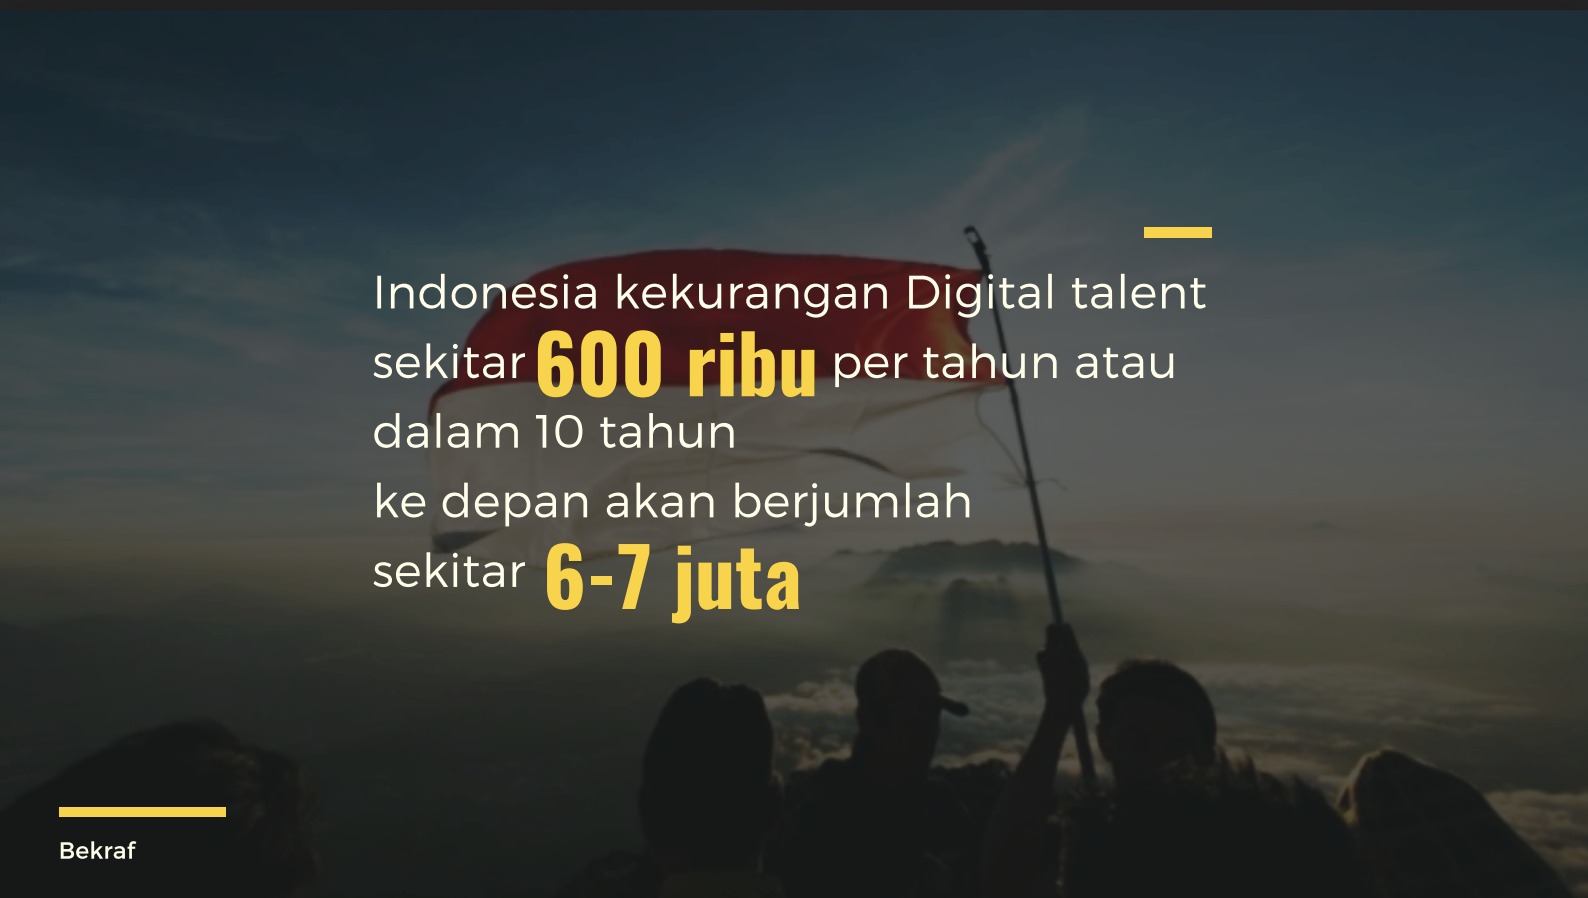 Indonesia kekurangan Digital talent
sekitar 600 ribu per tahun atau
dalam 10 tahun
ke depan akan berjumlah
sekitar 6-7 juta
Bekraf